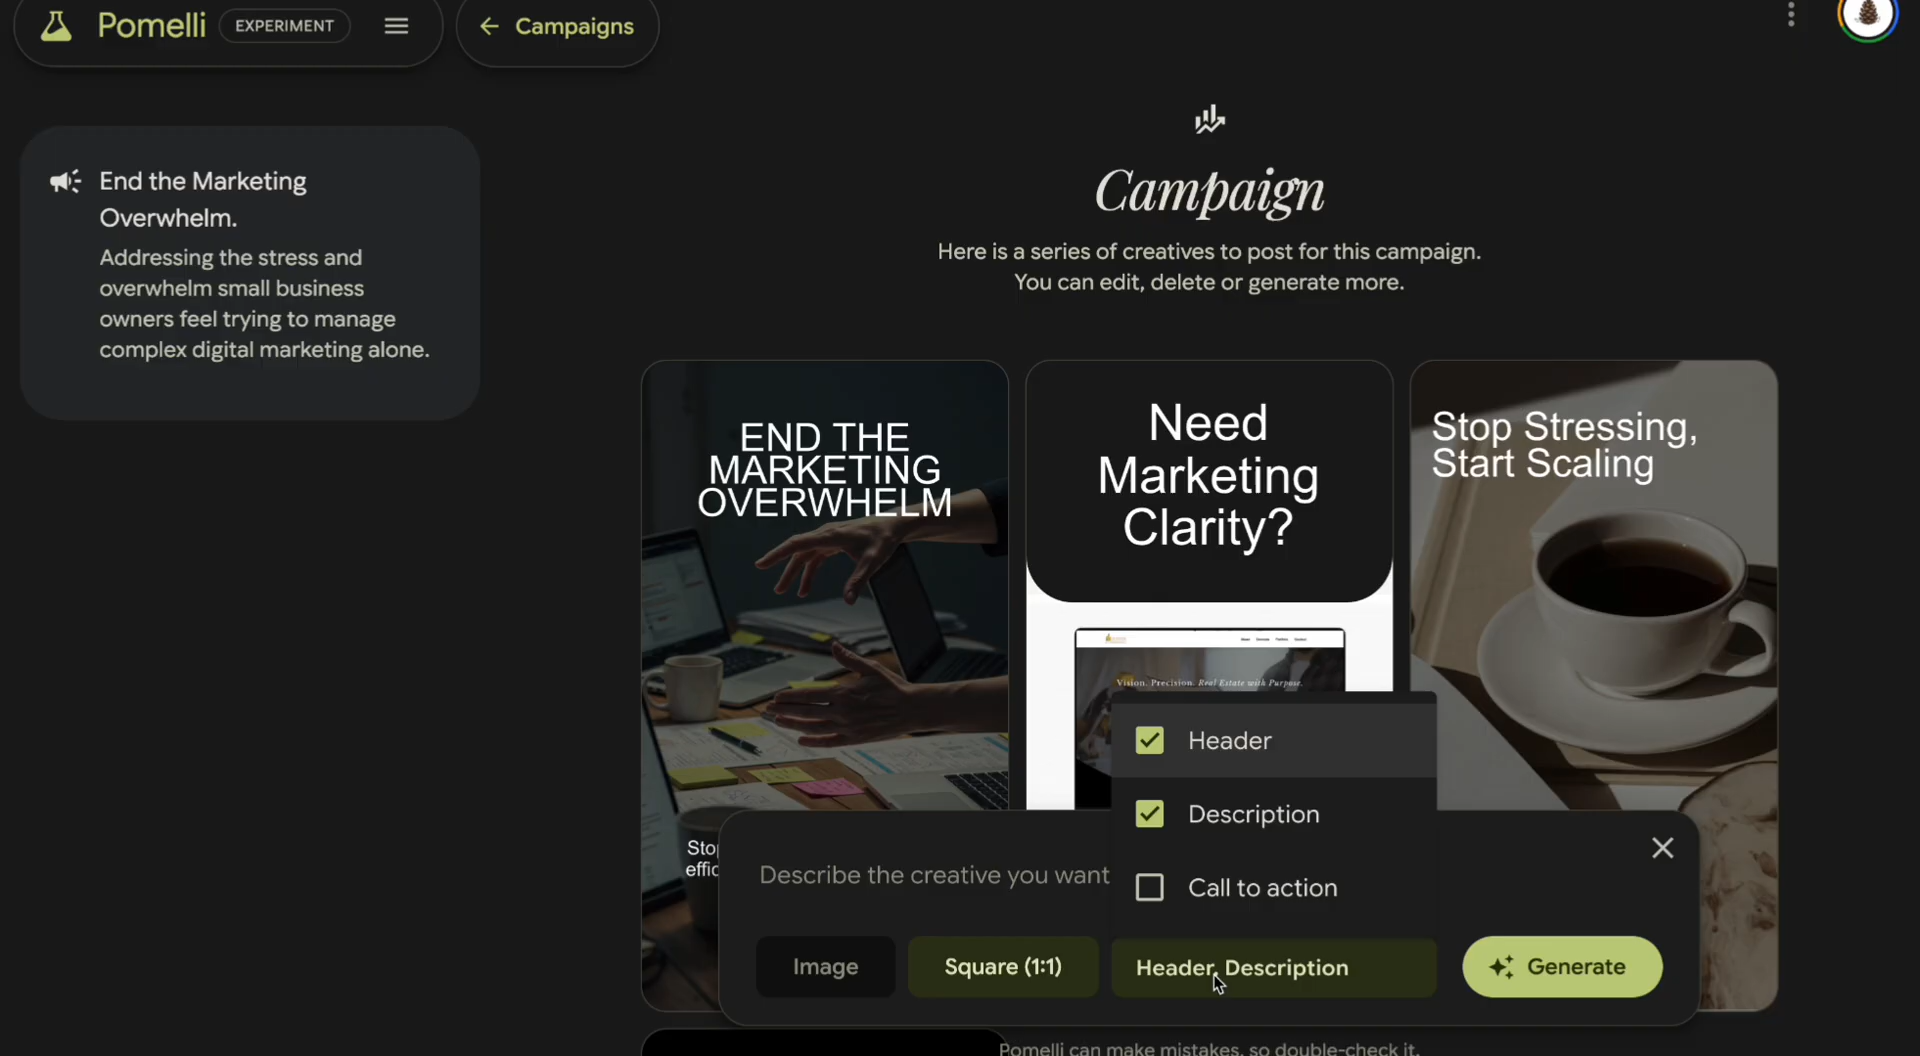 Pomelli
EXPERIMENT
Campaigns
End the Marketing
Overwhelm.
Addressing the stress and
overwhelm small business
owners feel trying to manage
complex digital marketing alone.
Campaign
Here is a series of creatives to post for this campaign.
You can edit, delete or generate more.
END THE
MARKETING
OVERWHELM
Need
Marketing
Clarity?
Stop Stressing,
Start Scaling
Vision. Precision. Real Estate with Purpose.
Header
Description
Call to action
Describe the creative you want
Image
Square (1:1)
Header, Description
Generate
Pomelli can make mistakes, so double-check it.